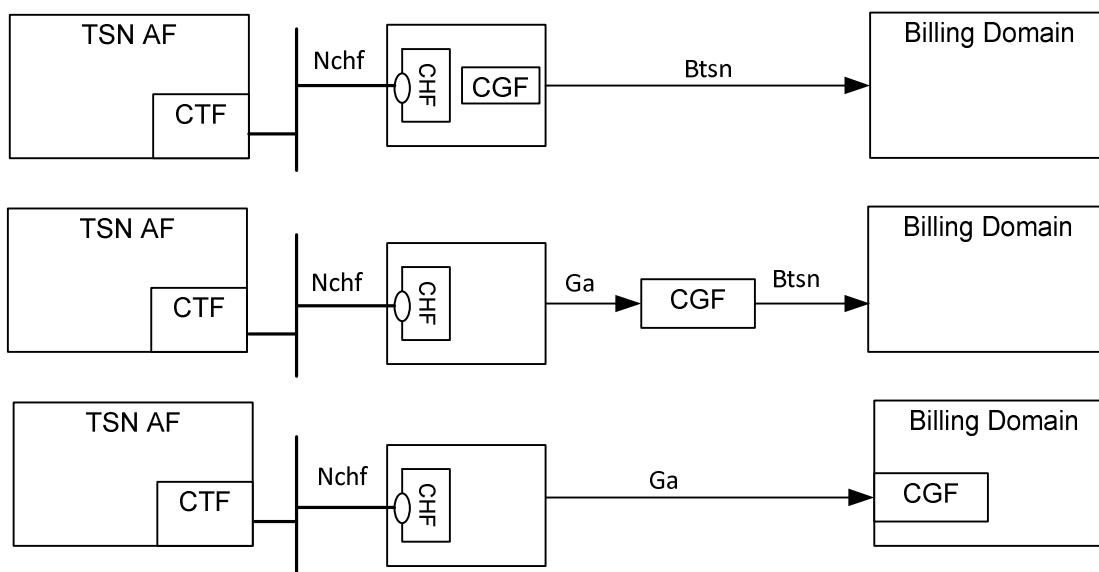 TSN AF
CTF
Nchf
CHF
CGF
Btsn
Billing Domain
TSN AF
CTF
Nchf
CHF
Ga
CGF
Btsn
Billing Domain
TSN AF
CTF
Nchf
CHF
Ga
Billing Domain
CGF